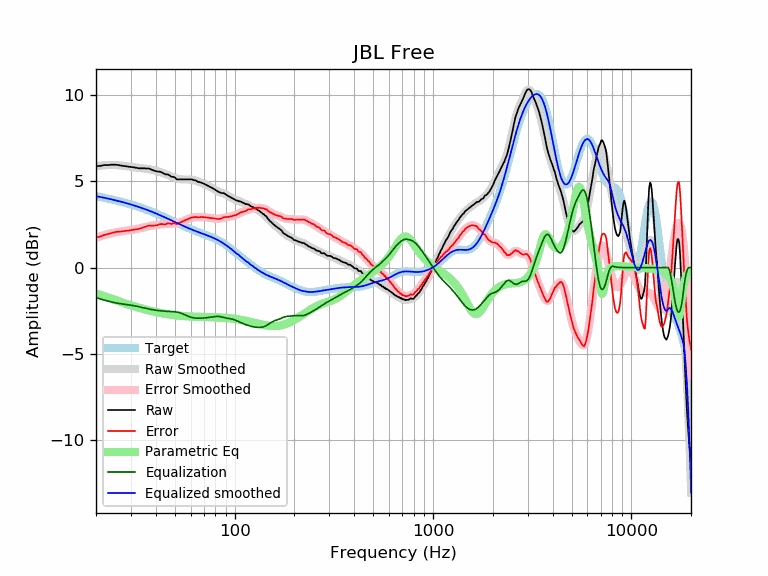 JBL Free
Amplitude (dBr)
10
5
0
−5
−10
Target
Raw Smoothed
Error Smoothed
Raw
Error
Parametric Eq
Equalization
Equalized smoothed
100
1000
10000
Frequency (Hz)